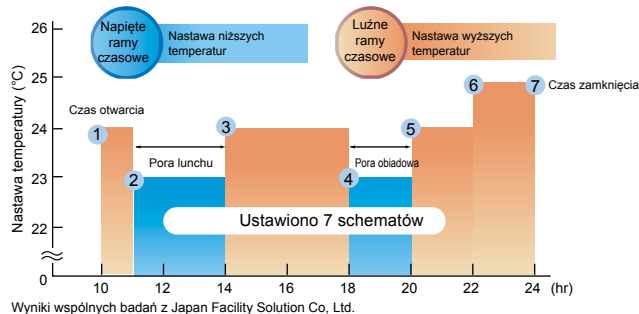 Napięte
ramy
czasowe
Nastawa niższych
temperatur
Luźne
ramy
czasowe
Nastawa wyższych
temperatur
Nastawa temperatury (°C)
26
25
24
23
22
0
Czas otwarcia
1
2
Pora lunchu
3
4
Pora obiadowa
5
6
7
Czas zamknięcia
Ustawiono 7 schematów
10 12 14 16 18 20 22 24 (hr)
Wyniki wspólnych badań z Japan Facility Solution Co, Ltd.